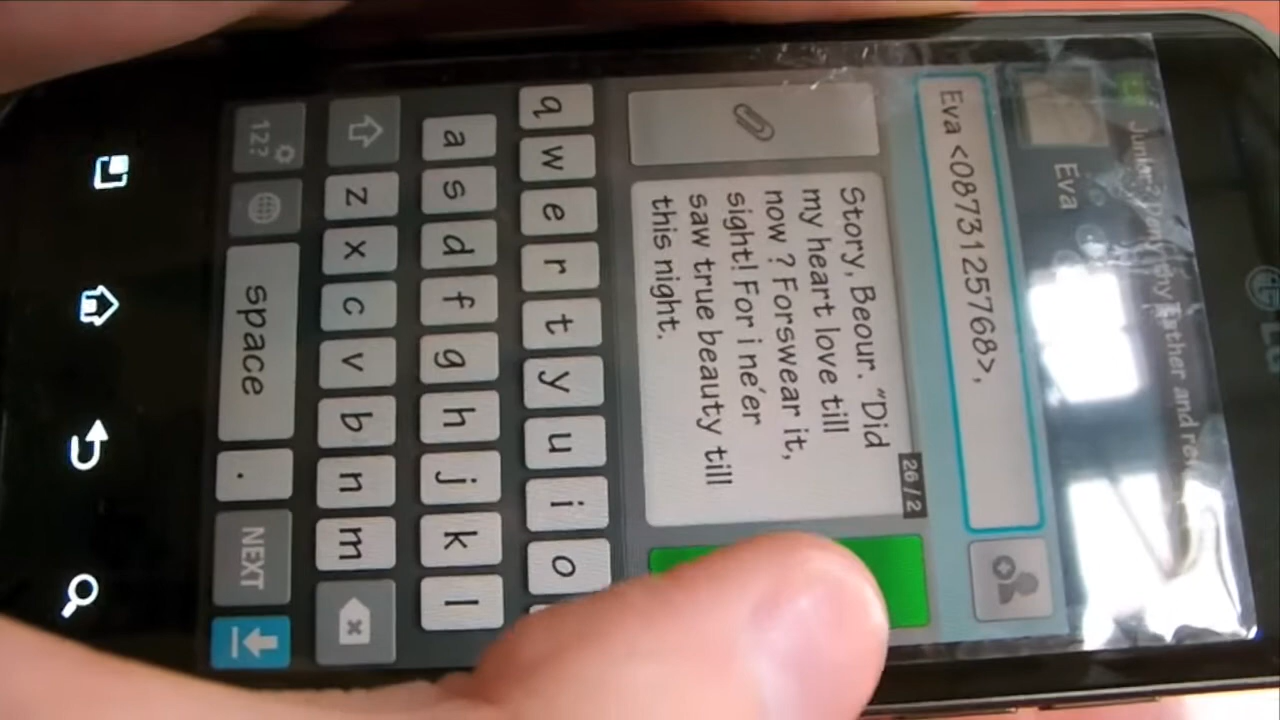 Eva
Eva <0873125768>,
26/2
Story, Beour. "Did
my heart love till
now ? Forswear it,
sight! For i ne'er
saw true beauty till
this night.
q w e r t y u i o
a s d f g h j k l
z x c v b n m
12? space . NEXT
LG